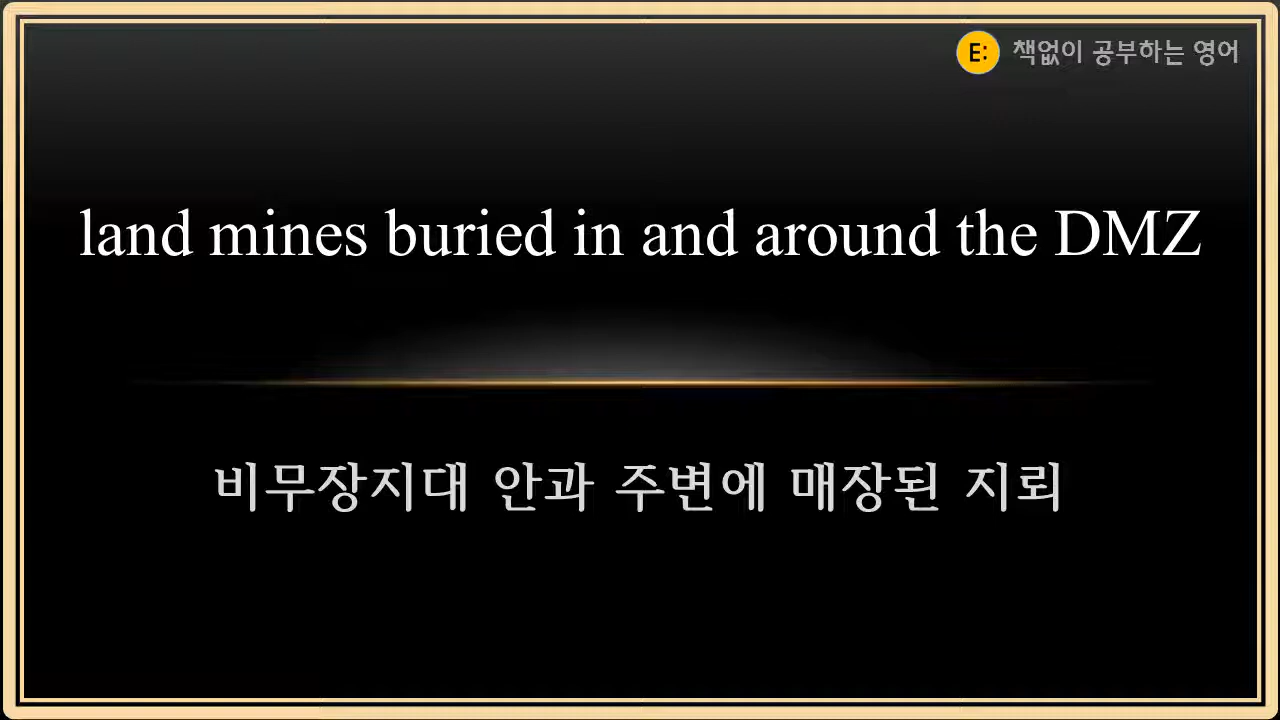 E: 책없이 공부하는 영어
land mines buried in and around the DMZ
비무장지대 안과 주변에 매장된 지뢰